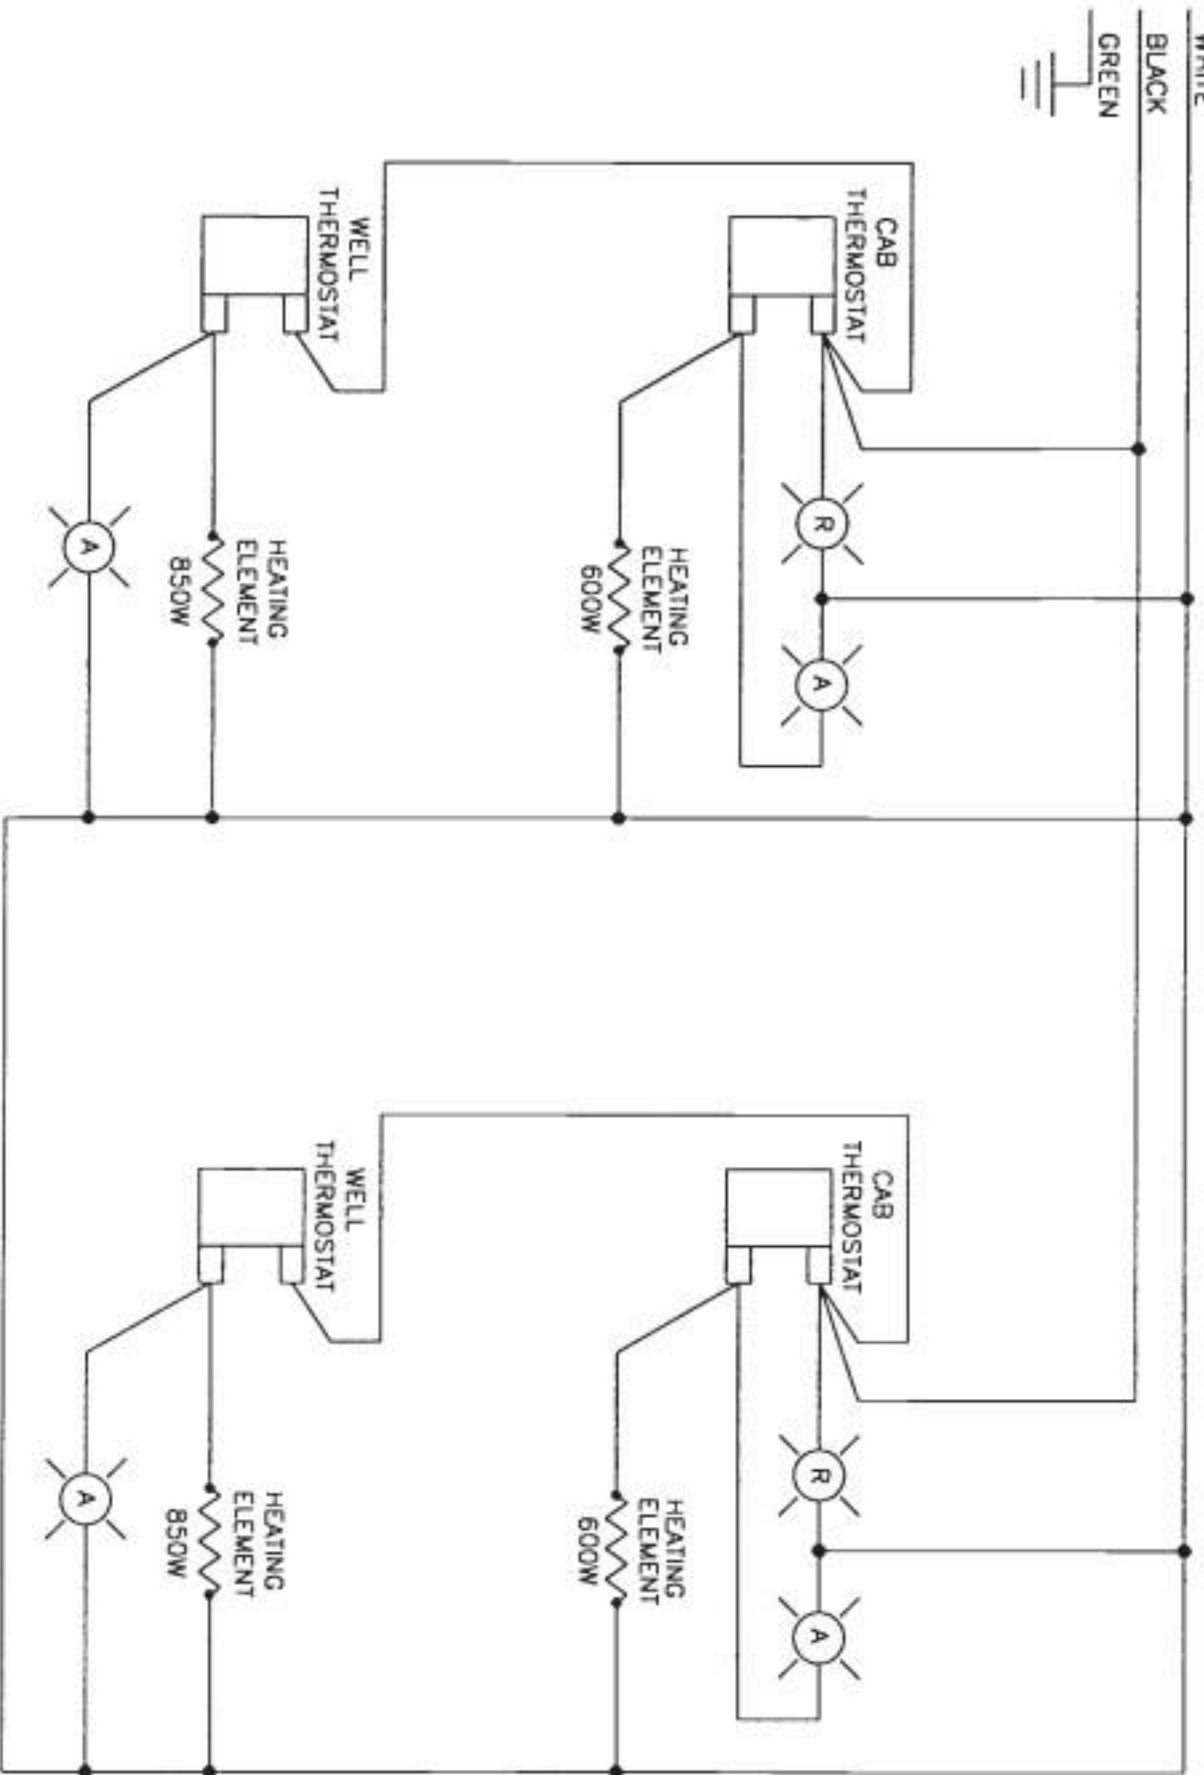 WHITE
BLACK
GREEN
CAB
THERMOSTAT
R
A
HEATING
ELEMENT
600W
WELL
THERMOSTAT
HEATING
ELEMENT
850W
A
CAB
THERMOSTAT
R
A
HEATING
ELEMENT
600W
WELL
THERMOSTAT
HEATING
ELEMENT
850W
A